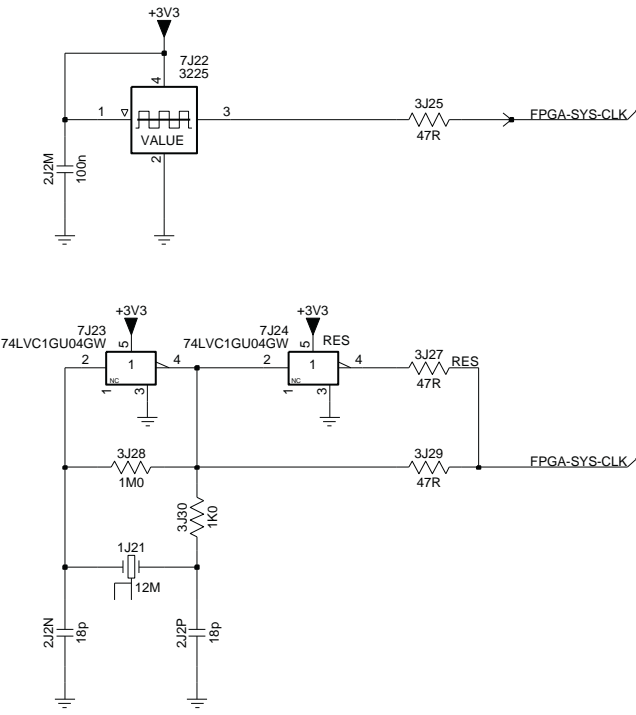 +3V3
7J22
3225
4
1
3
VALUE
2
2J2M
100n
3J25
47R
FPGA-SYS-CLK
+3V3
7J23
74LVC1GU04GW
5
2
1
4
NC
1
3
+3V3
7J24
74LVC1GU04GW
5
RES
2
1
4
NC
1
3
3J27
RES
47R
3J28
1M0
3J29
47R
FPGA-SYS-CLK
3J30
1K0
1J21
12M
2J2N
18p
2J2P
18p